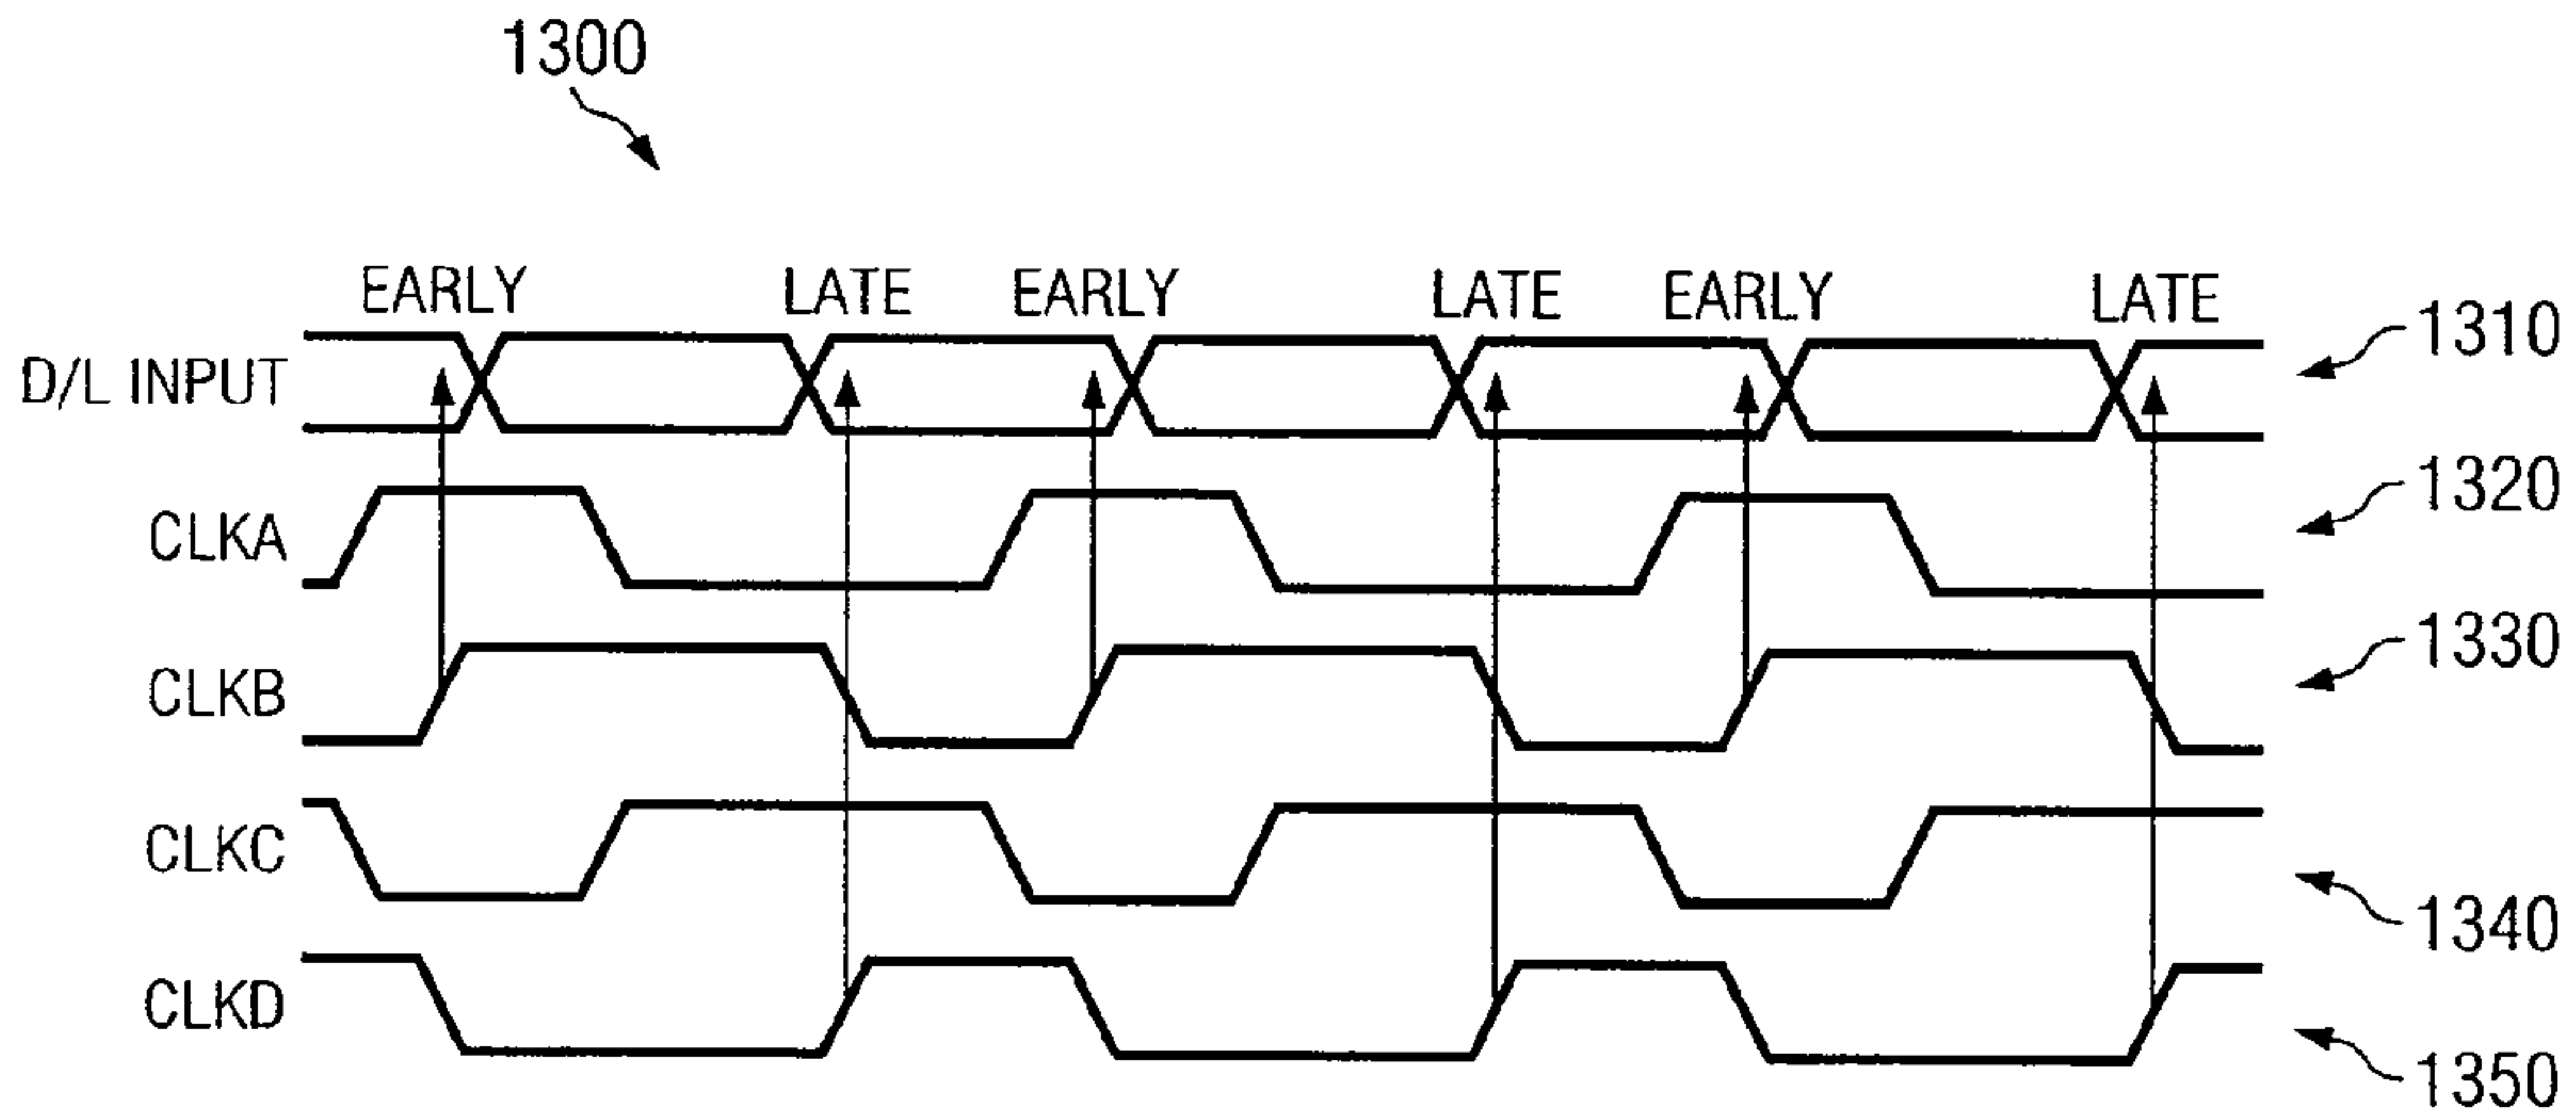 1300
EARLY LATE EARLY LATE EARLY LATE
D/L INPUT 1310
CLKA 1320
CLKB 1330
CLKC 1340
CLKD 1350